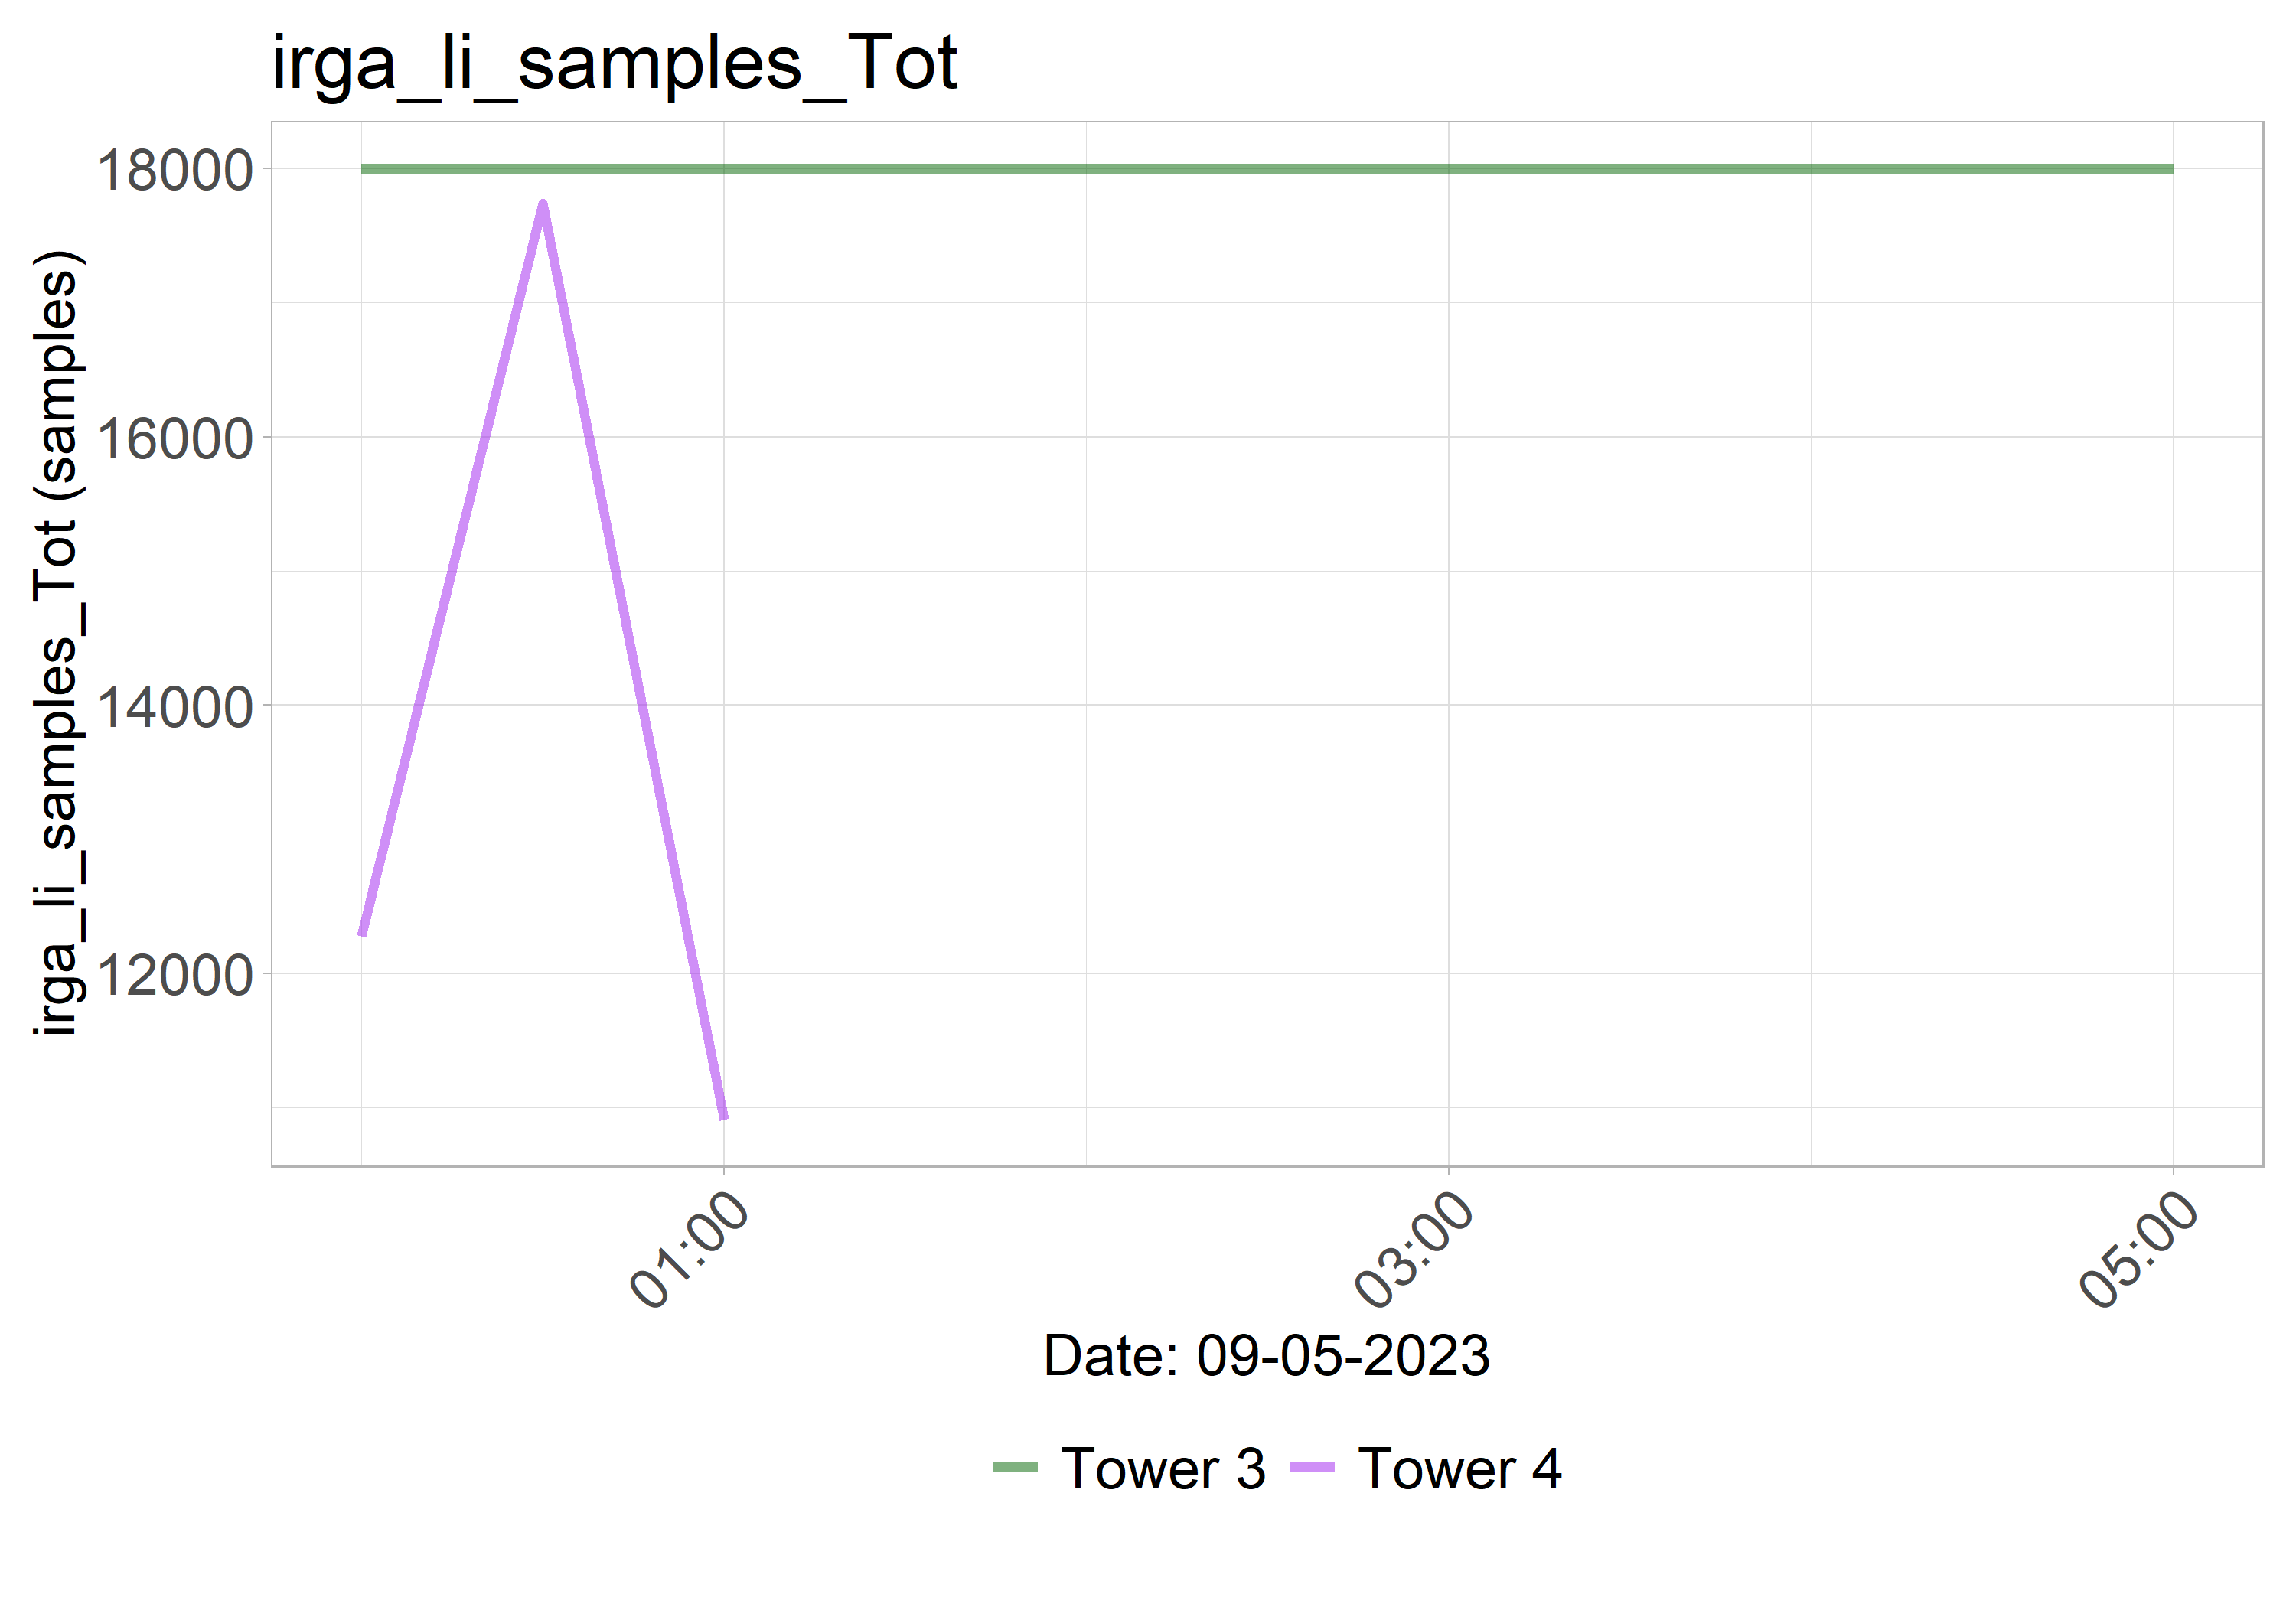 irga_li_samples_Tot
irga_li_samples_Tot (samples)
18000
16000
14000
12000
01:00
03:00
05:00
Date: 09-05-2023
Tower 3
Tower 4